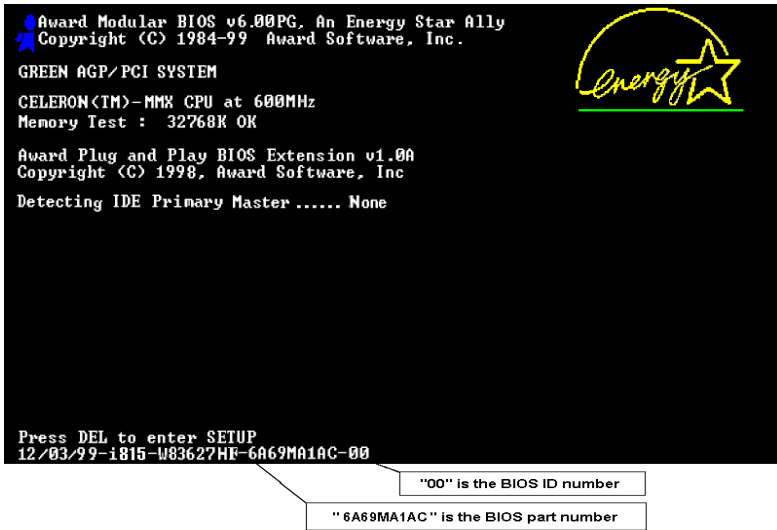 Award Modular BIOS v6.00PG, An Energy Star Ally
Copyright (C) 1984-99 Award Software, Inc.
energy
GREEN AGP/PCI SYSTEM
CELERON(TM)-MMX CPU at 600MHz
Memory Test : 32768K OK
Award Plug and Play BIOS Extension v1.0A
Copyright (C) 1998, Award Software, Inc
Detecting IDE Primary Master ...... None
Press DEL to enter SETUP
12/03/99-i815-W83627HF-6A69MA1AC-00
"00" is the BIOS ID number
" 6A69MA1AC " is the BIOS part number